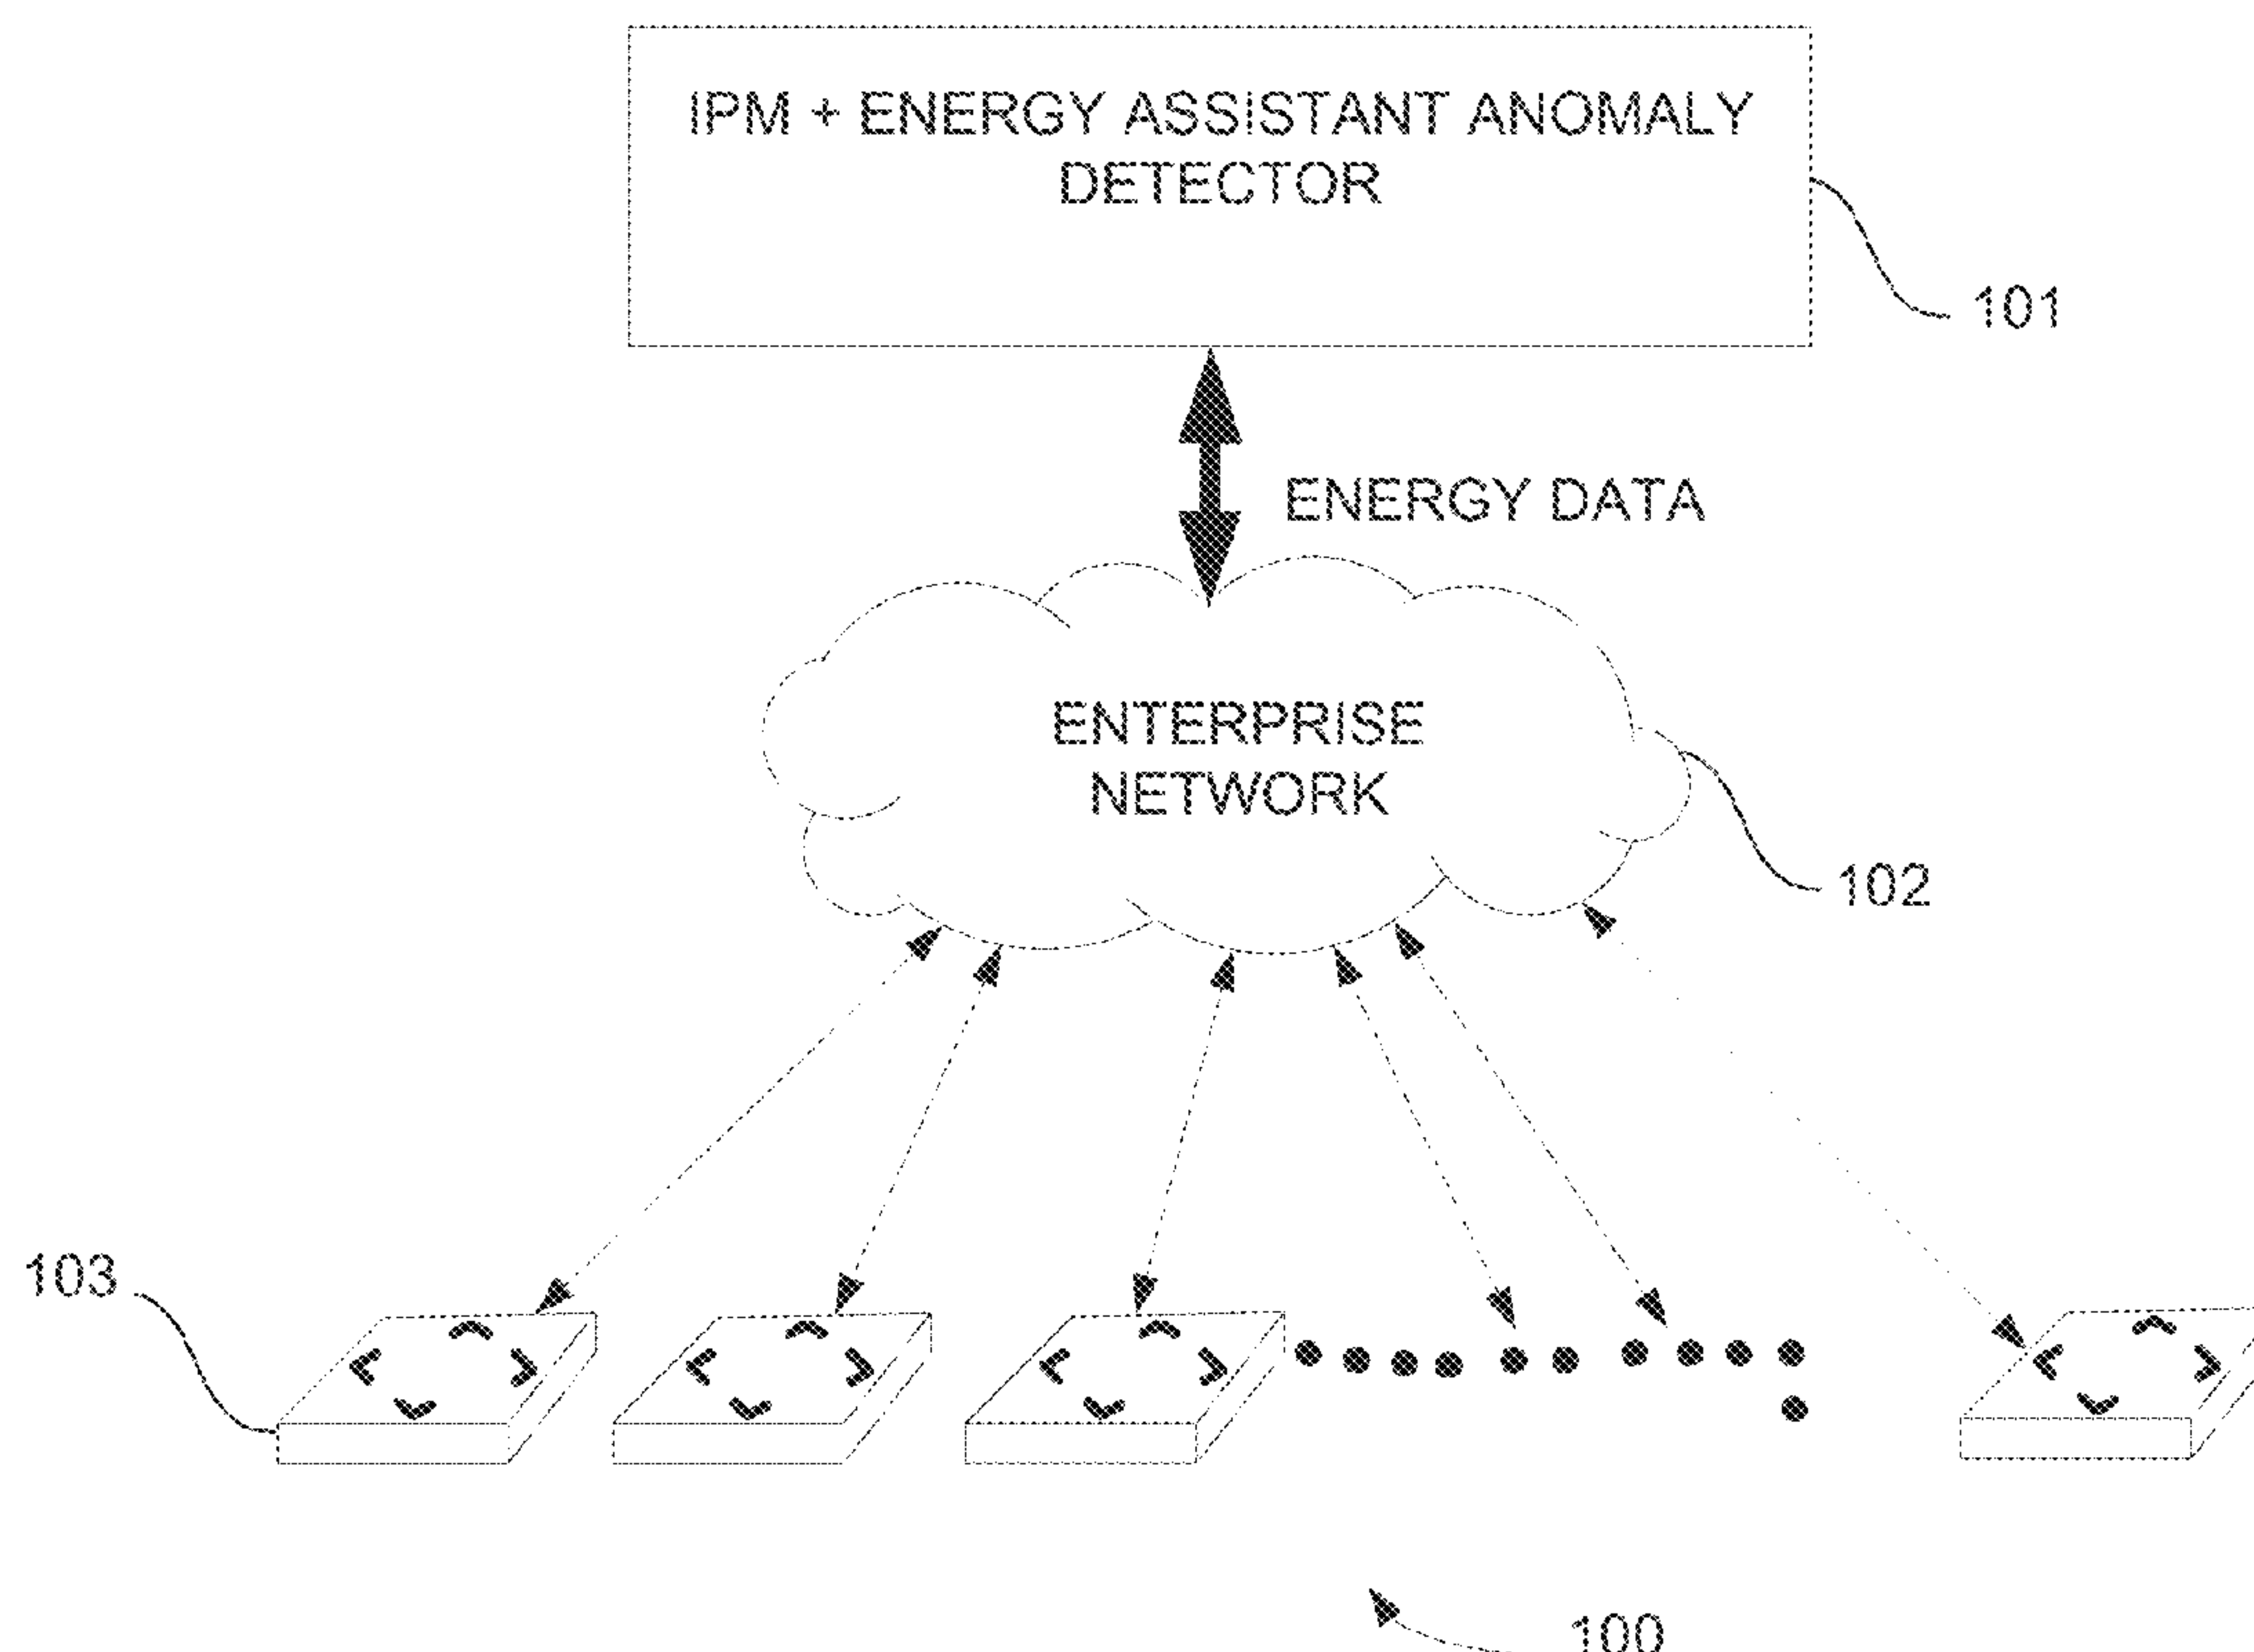 IPM + ENERGY ASSISTANT ANOMALY
DETECTOR
101
ENERGY DATA
ENTERPRISE
NETWORK
102
103
100